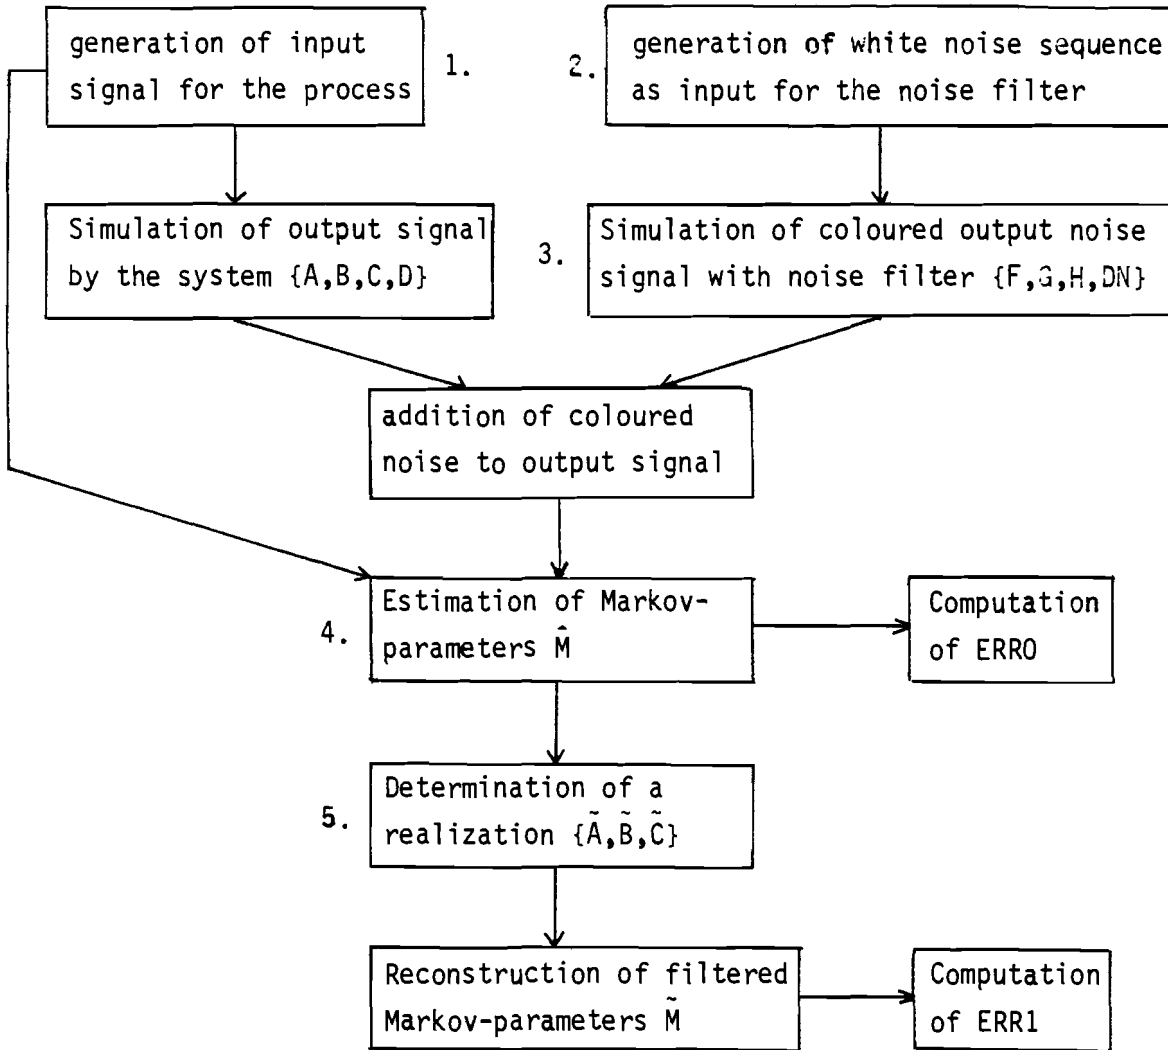 generation of input
signal for the process
1.
2.
generation of white noise sequence
as input for the noise filter
Simulation of output signal
by the system {A,B,C,D}
3.
Simulation of coloured output noise
signal with noise filter {F,G,H,DN}
addition of coloured
noise to output signal
4.
Estimation of Markov-
parameters M̂
Computation
of ERRO
5.
Determination of a
realization {Ã,B̃,C̃}
Reconstruction of filtered
Markov-parameters M̃
Computation
of ERR1